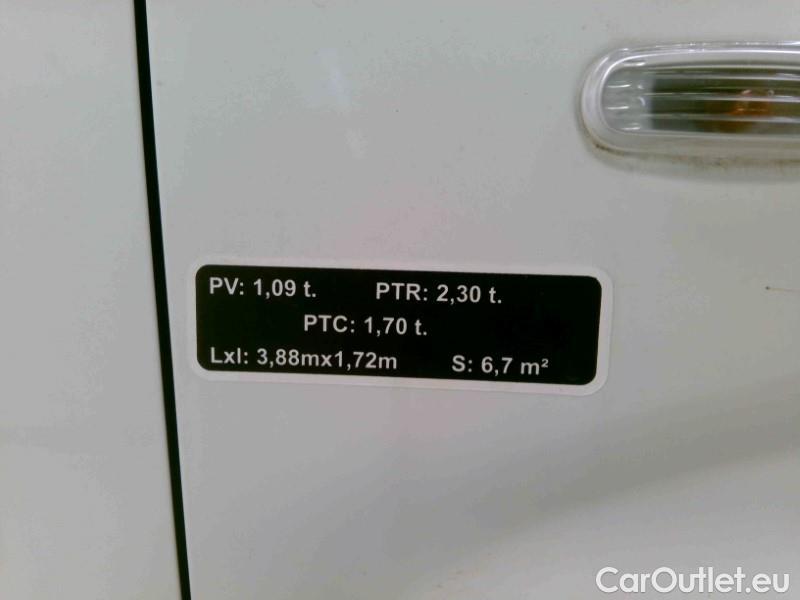 PV: 1,09 t. PTR: 2,30 t.
PTC: 1,70 t.
Lxl: 3,88mx1,72m S: 6,7 m²
CarOutlet.eu